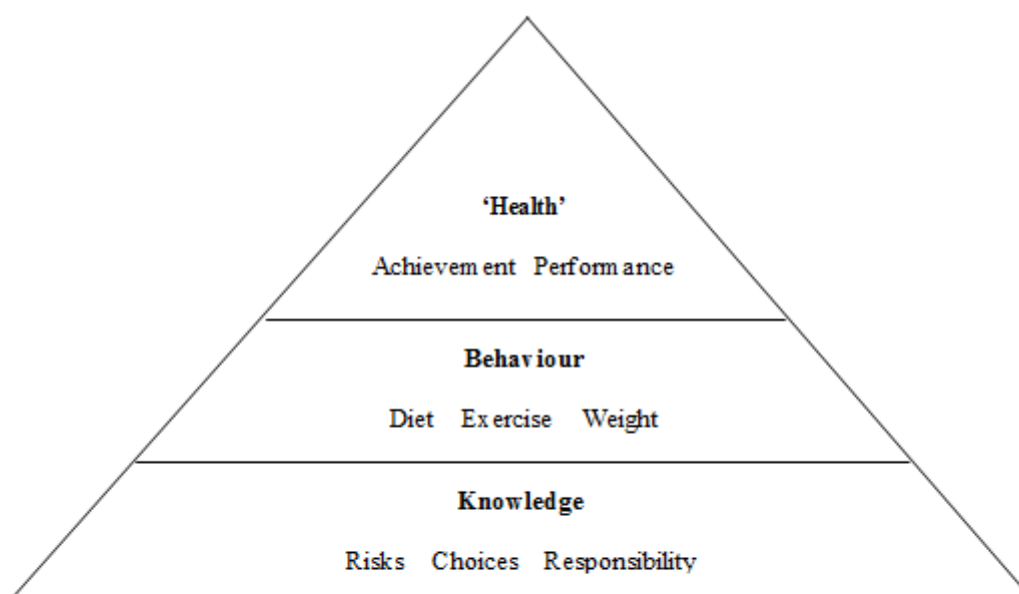 ‘Health’
Achievement Performance
Behaviour
Diet Exercise Weight
Knowledge
Risks Choices Responsibility